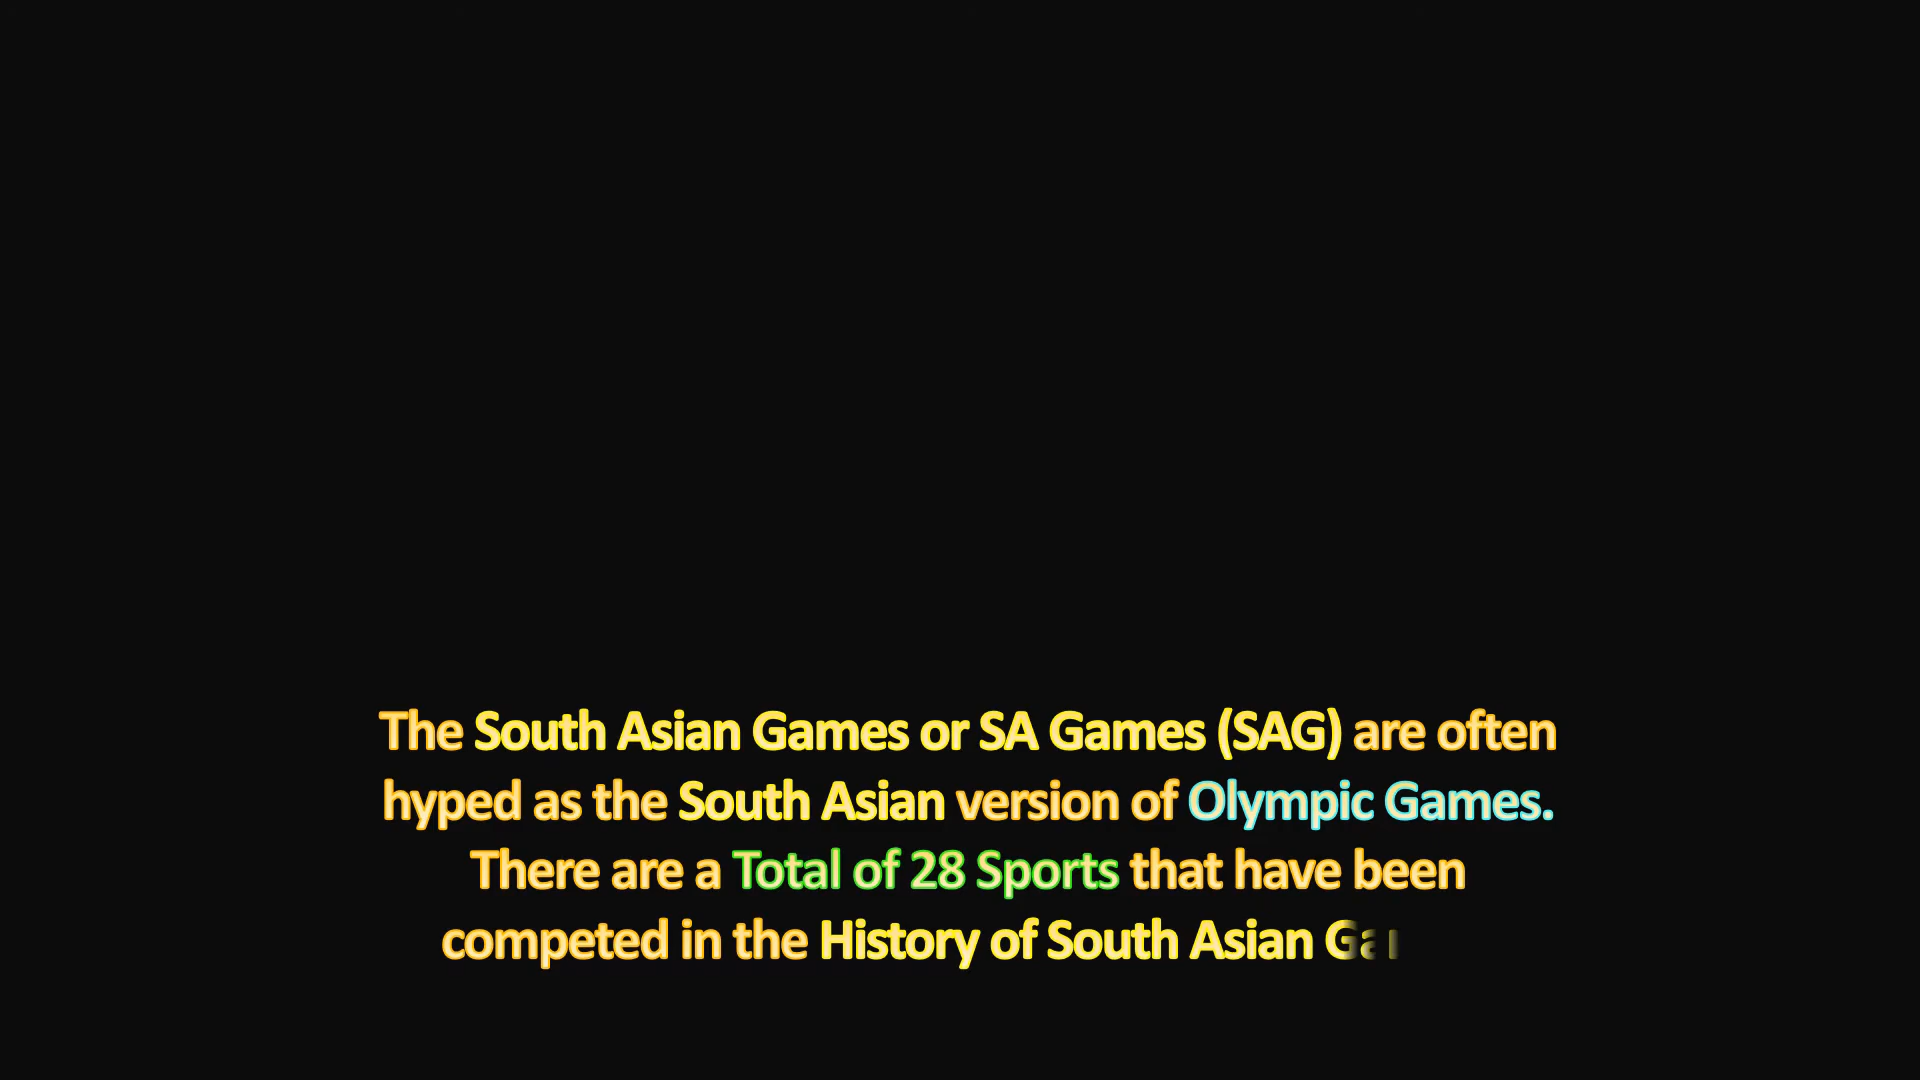 The South Asian Games or SA Games (SAG) are often
hyped as the South Asian version of Olympic Games.
There are a Total of 28 Sports that have been
competed in the History of South Asian